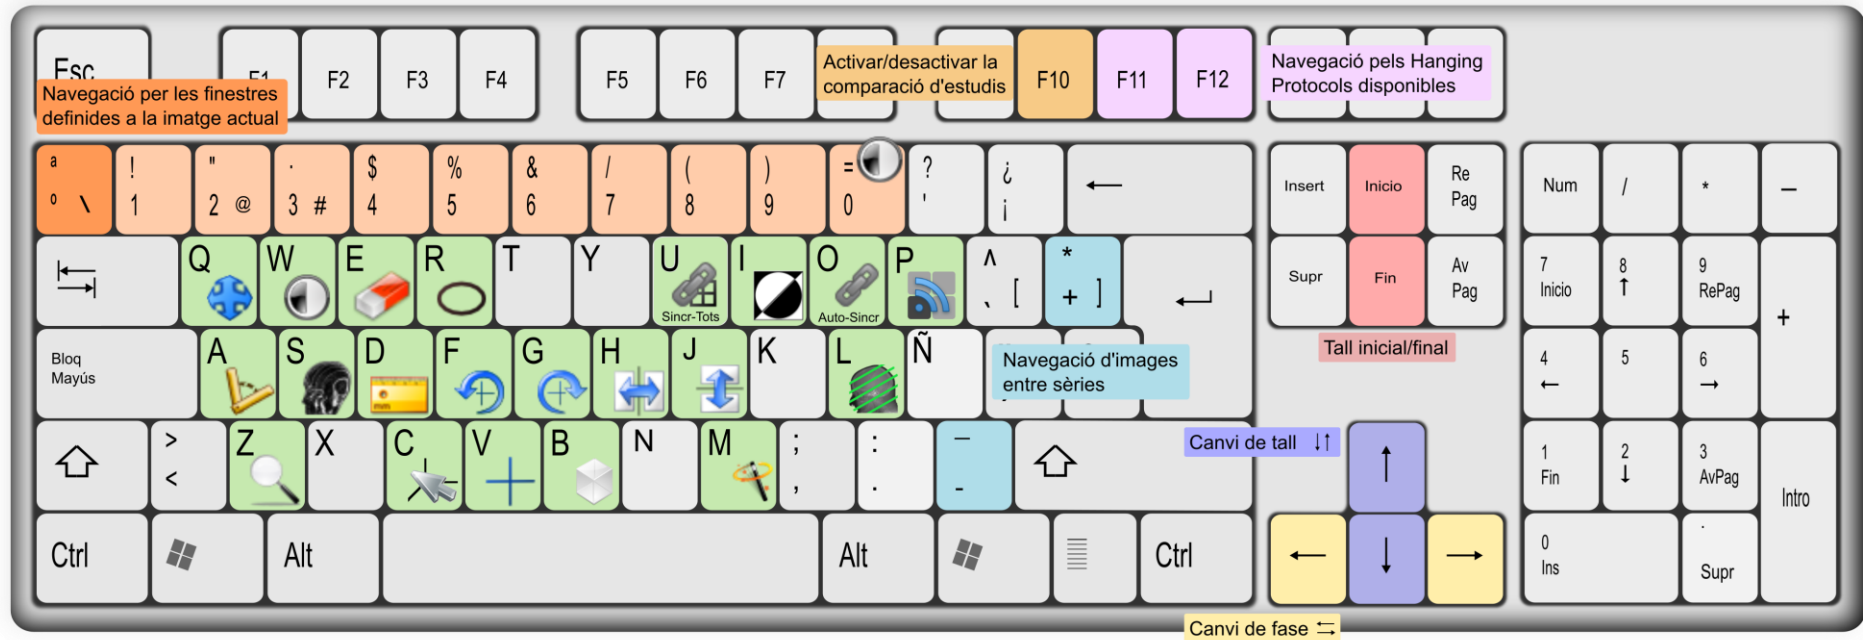 Esc F1 F2 F3 F4 F5 F6 F7 F10 F11 F12
Navegació per les finestres
definides a la imatge actual
Activar/desactivar la
comparació d'estudis
Navegació pels Hanging
Protocols disponibles
ª ! " · $ % & / ( ) = ? ¿
º \ 1 2 @ 3 # 4 5 6 7 8 9 0 ' ¡ ←
Insert Inicio Re
Pag
Num / * –
Q W E R T Y U I O P ^ ` [ * + ]
Sincr-Tots Auto-Sincr
Supr Fin Av
Pag
7
Inicio
8
↑
9
RePag
+
Bloq
Mayús
A S D F G H J K L Ñ
mm
Navegació d'images
entre sèries
Tall inicial/final
4
←
5
6
→
> < Z X C V B N M ; , : . _ -
Canvi de tall ↓↑
↑
1
Fin
2
↓
3
AvPag
Intro
Ctrl Alt Alt Ctrl
← ↓ →
0
Ins
.
Supr
Canvi de fase ⇆